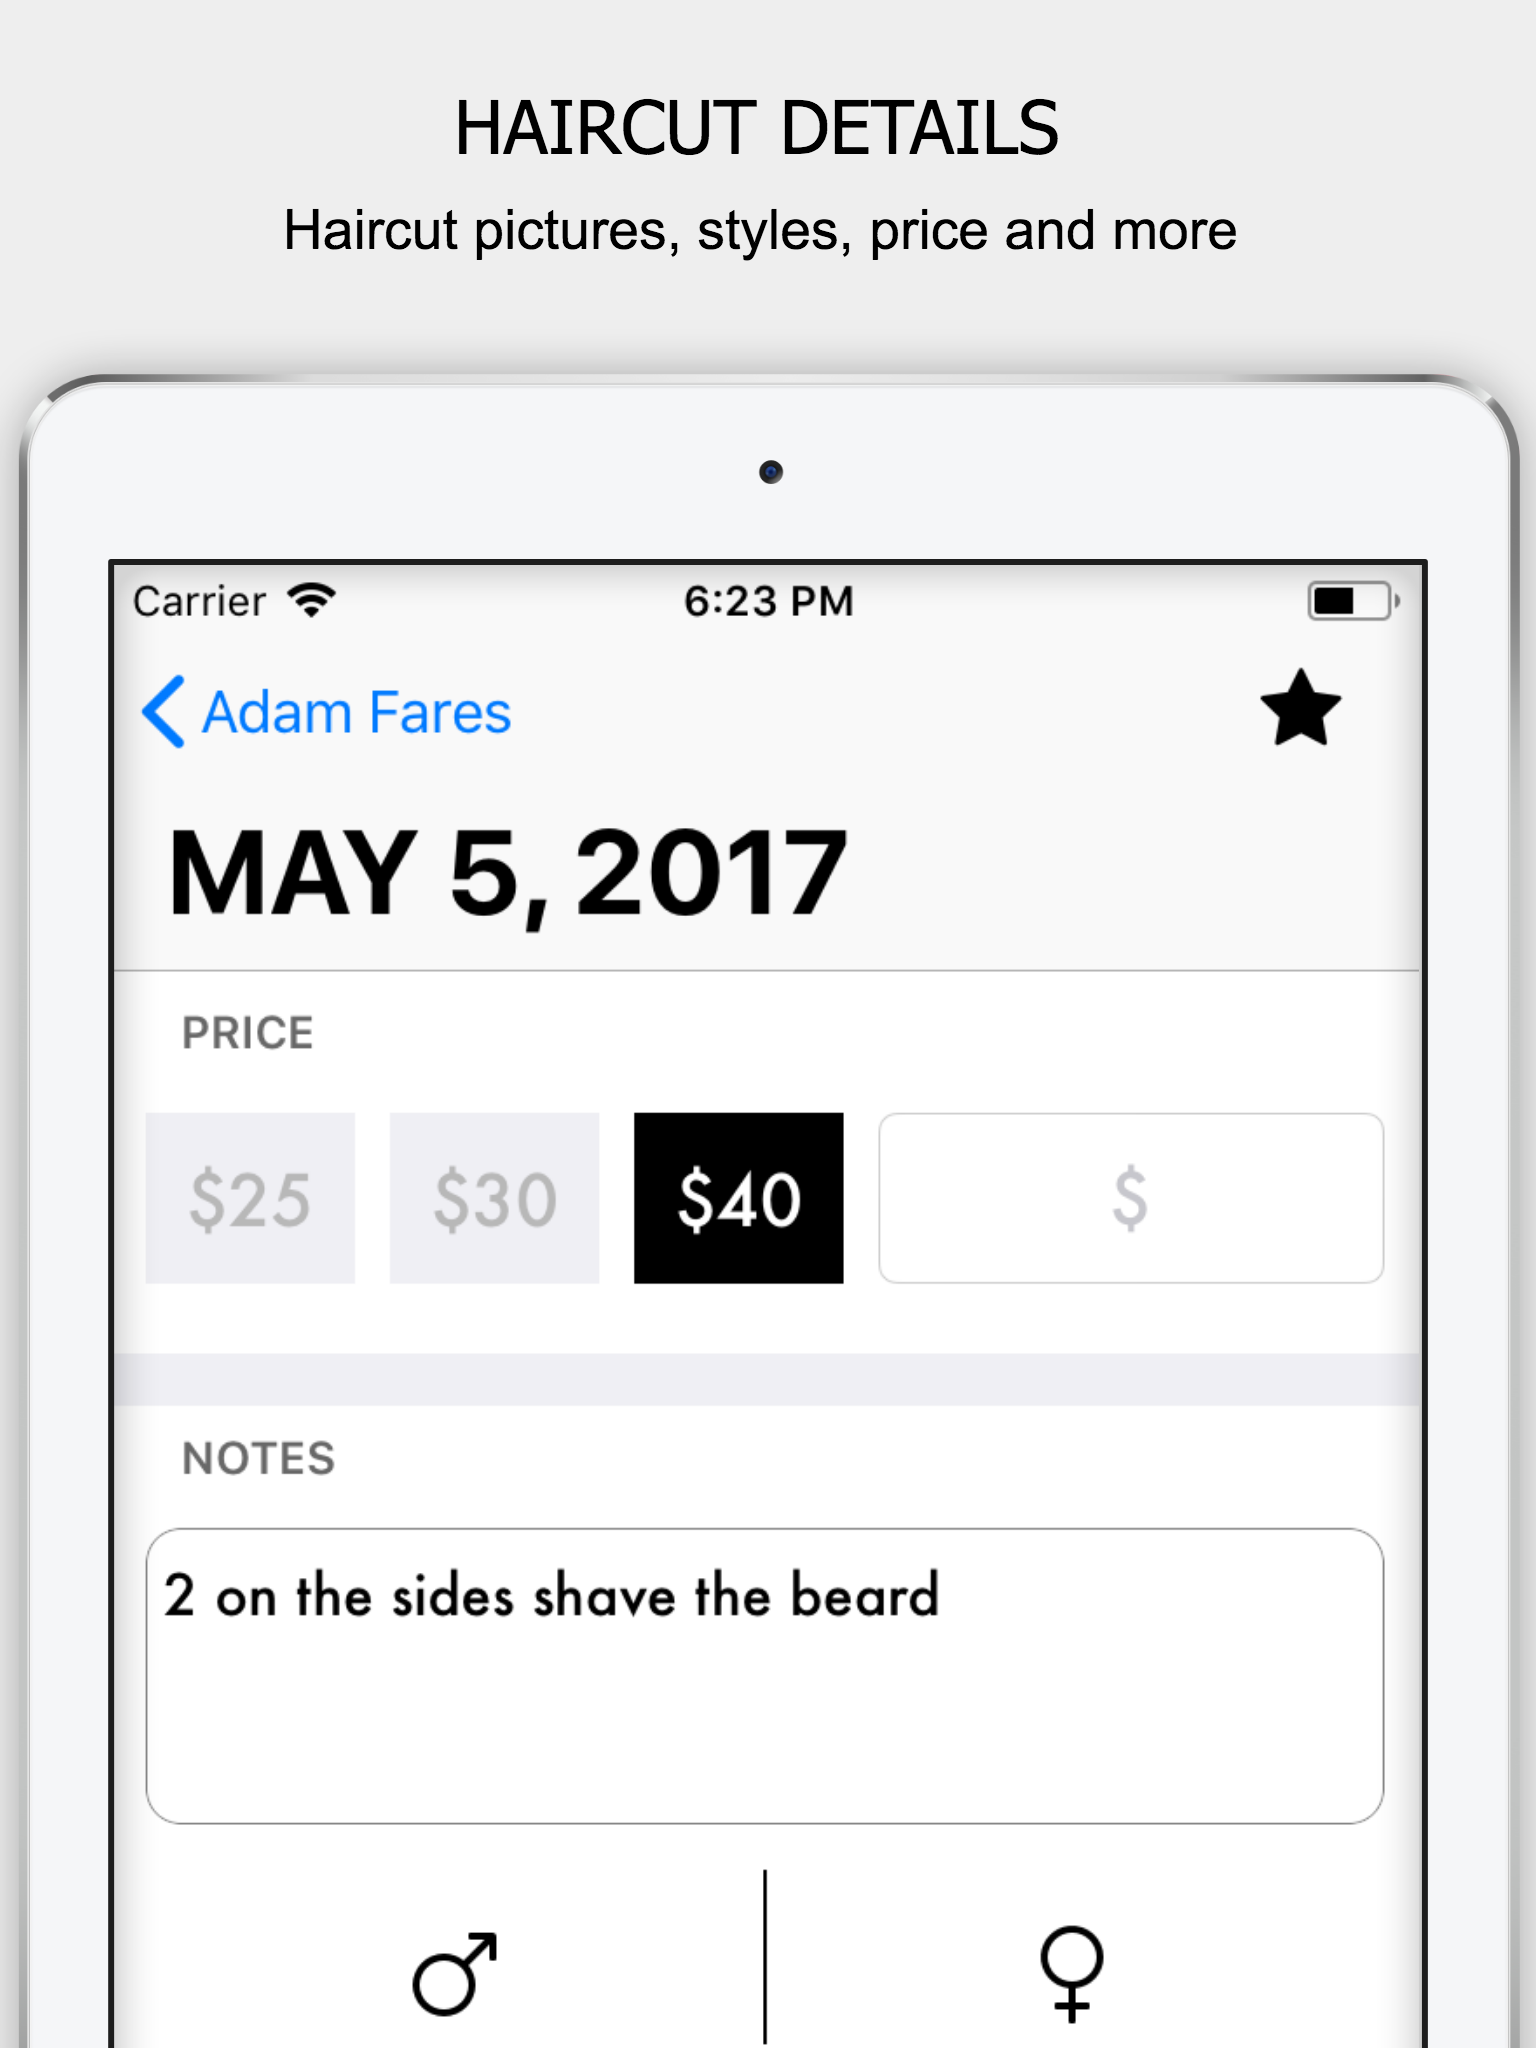 HAIRCUT DETAILS
Haircut pictures, styles, price and more
Carrier 6:23 PM
Adam Fares
MAY 5, 2017
PRICE
$25 $30 $40 $
NOTES
2 on the sides shave the beard